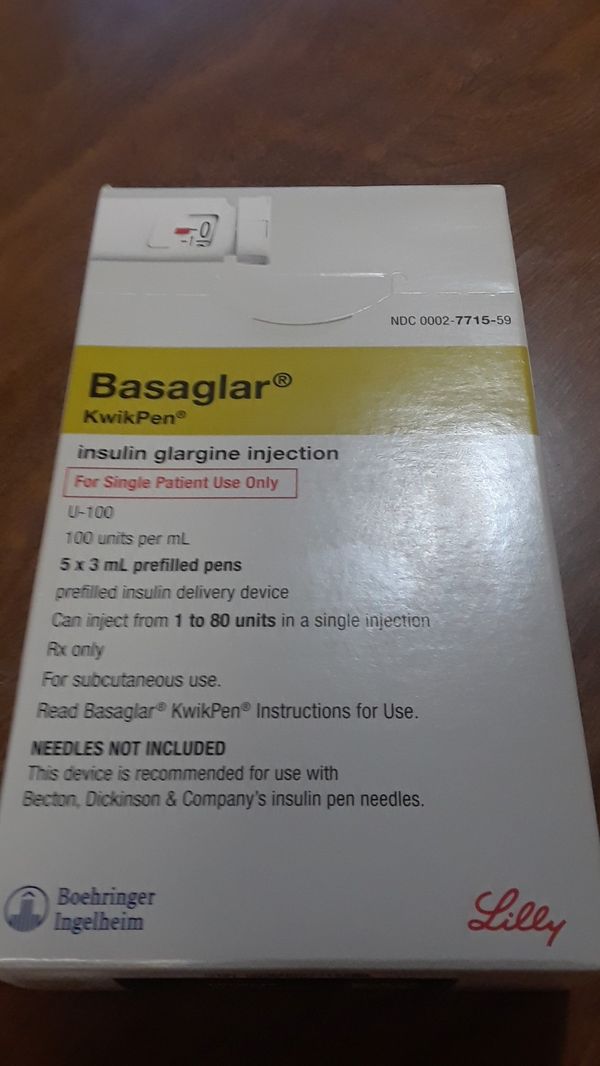 0
-1
NDC 0002-7715-59
Basaglar®
KwikPen®
insulin glargine injection
For Single Patient Use Only
U-100
100 units per mL
5 x 3 mL prefilled pens
prefilled insulin delivery device
Can inject from 1 to 80 units in a single injection
Rx only
For subcutaneous use.
Read Basaglar® KwikPen® Instructions for Use.
NEEDLES NOT INCLUDED
This device is recommended for use with
Becton, Dickinson & Company's insulin pen needles.
Boehringer
Ingelheim
Lilly